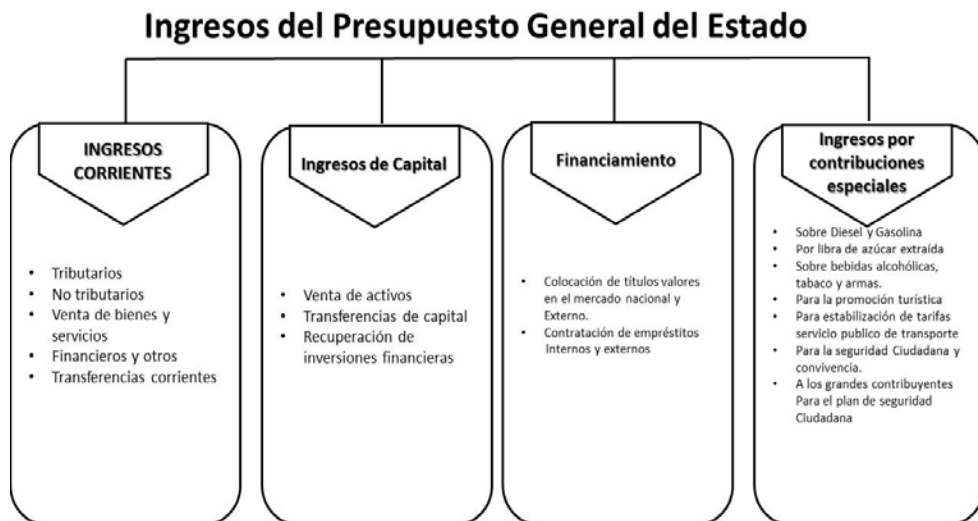 Ingresos del Presupuesto General del Estado
INGRESOS
CORRIENTES
• Tributarios
• No tributarios
• Venta de bienes y
servicios
• Financieros y otros
• Transferencias corrientes
Ingresos de Capital
• Venta de activos
• Transferencias de capital
• Recuperación de
inversiones financieras
Financiamiento
• Colocación de títulos valores
en el mercado nacional y
Externo.
• Contratación de empréstitos
Internos y externos
Ingresos por
contribuciones
especiales
• Sobre Diesel y Gasolina
• Por libra de azúcar extraída
• Sobre bebidas alcohólicas,
tabaco y armas.
• Para la promoción turística
• Para estabilización de tarifas
servicio publico de transporte
• Para la seguridad Ciudadana y
convivencia.
• A los grandes contribuyentes
Para el plan de seguridad
Ciudadana